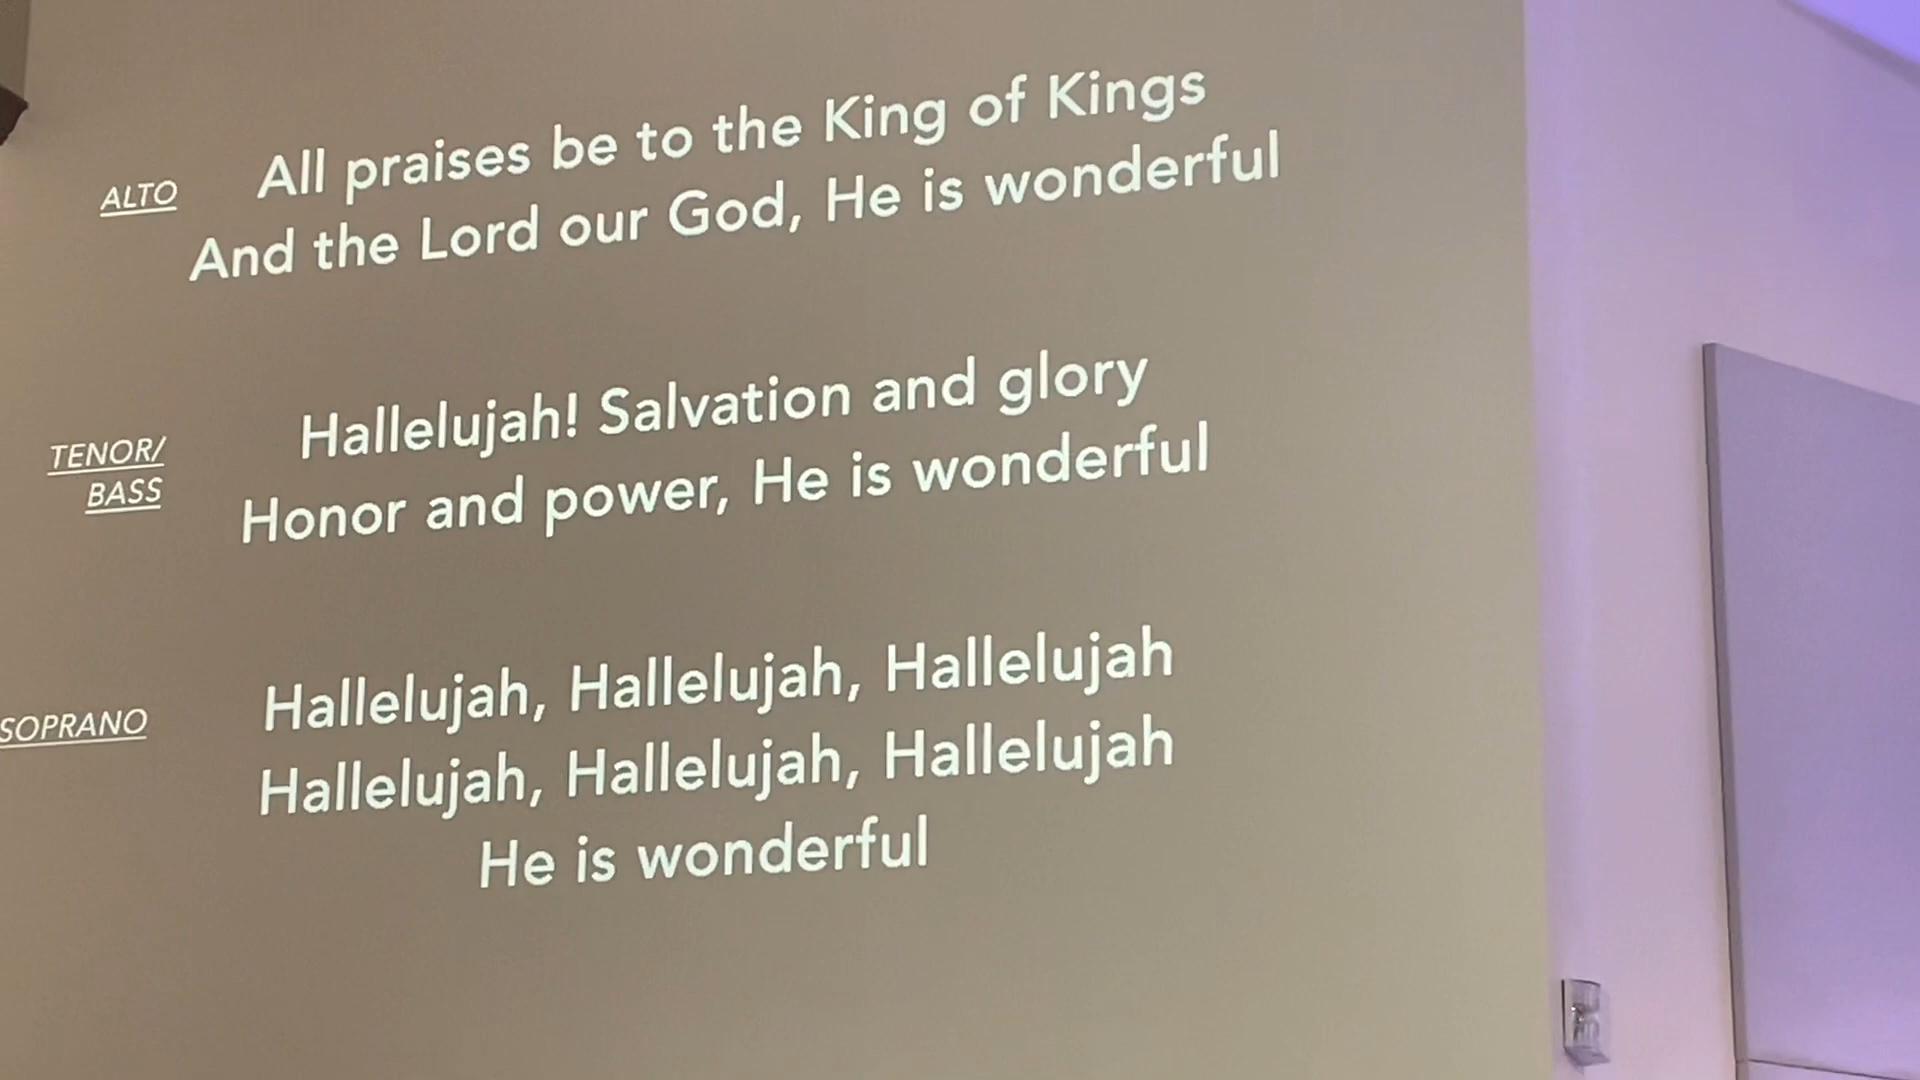 ALTO
All praises be to the King of Kings
And the Lord our God, He is wonderful
TENOR/
BASS
Hallelujah! Salvation and glory
Honor and power, He is wonderful
SOPRANO
Hallelujah, Hallelujah, Hallelujah
Hallelujah, Hallelujah, Hallelujah
He is wonderful